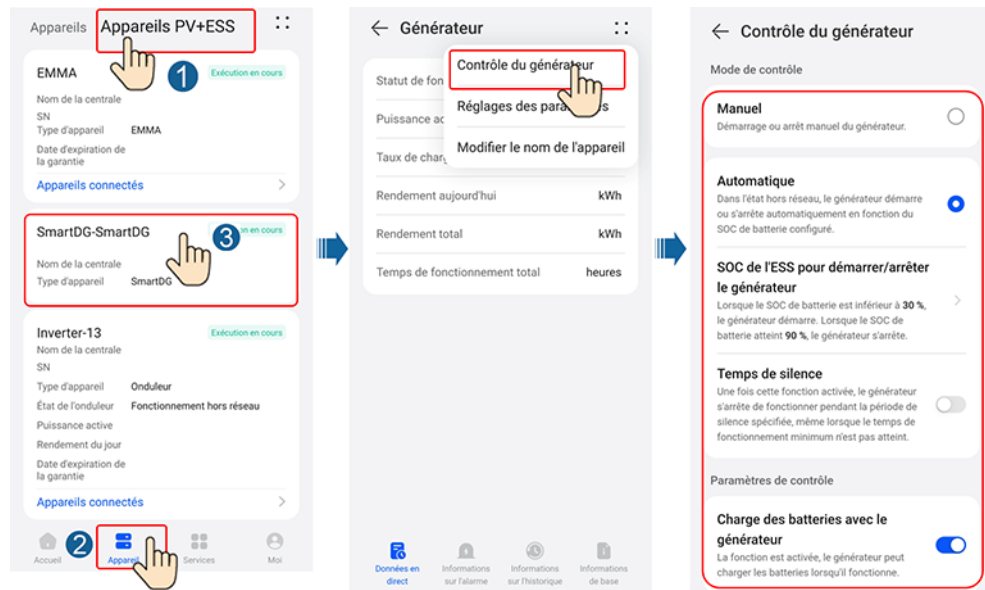 Appareils Appareils PV+ESS
1
EMMA
Exécution en cours
Nom de la centrale
SN
Type d'appareil EMMA
Date d'expiration de
la garantie
Appareils connectés
SmartDG-SmartDG
3
en cours
Nom de la centrale
Type d'appareil SmartDG
Inverter-13
Exécution en cours
Nom de la centrale
SN
Type d'appareil Onduleur
État de l'onduleur Fonctionnement hors réseau
Puissance active
Rendement du jour
Date d'expiration de
la garantie
Appareils connectés
2
Accueil
Appareil
Services
Moi
Générateur
Contrôle du générateur
Réglages des
Modifier le nom de l'appareil
Statut de fon
Puissance ac
Taux de char
Rendement aujourd'hui kWh
Rendement total kWh
Temps de fonctionnement total heures
Données en
direct
Informations
sur l'alarme
Informations
sur l'historique
Informations
de base
Contrôle du générateur
Mode de contrôle
Manuel
Démarrage ou arrêt manuel du générateur.
Automatique
Dans l'état hors réseau, le générateur démarre
ou s'arrête automatiquement en fonction du
SOC de batterie configuré.
SOC de l'ESS pour démarrer/arrêter
le générateur
Lorsque le SOC de batterie est inférieur à 30 %,
le générateur démarre. Lorsque le SOC de
batterie atteint 90 %, le générateur s'arrête.
Temps de silence
Une fois cette fonction activée, le générateur
s'arrête de fonctionner pendant la période de
silence spécifiée, même lorsque le temps de
fonctionnement minimum n'est pas atteint.
Paramètres de contrôle
Charge des batteries avec le
générateur
La fonction est activée, le générateur peut
charger les batteries lorsqu'il fonctionne.